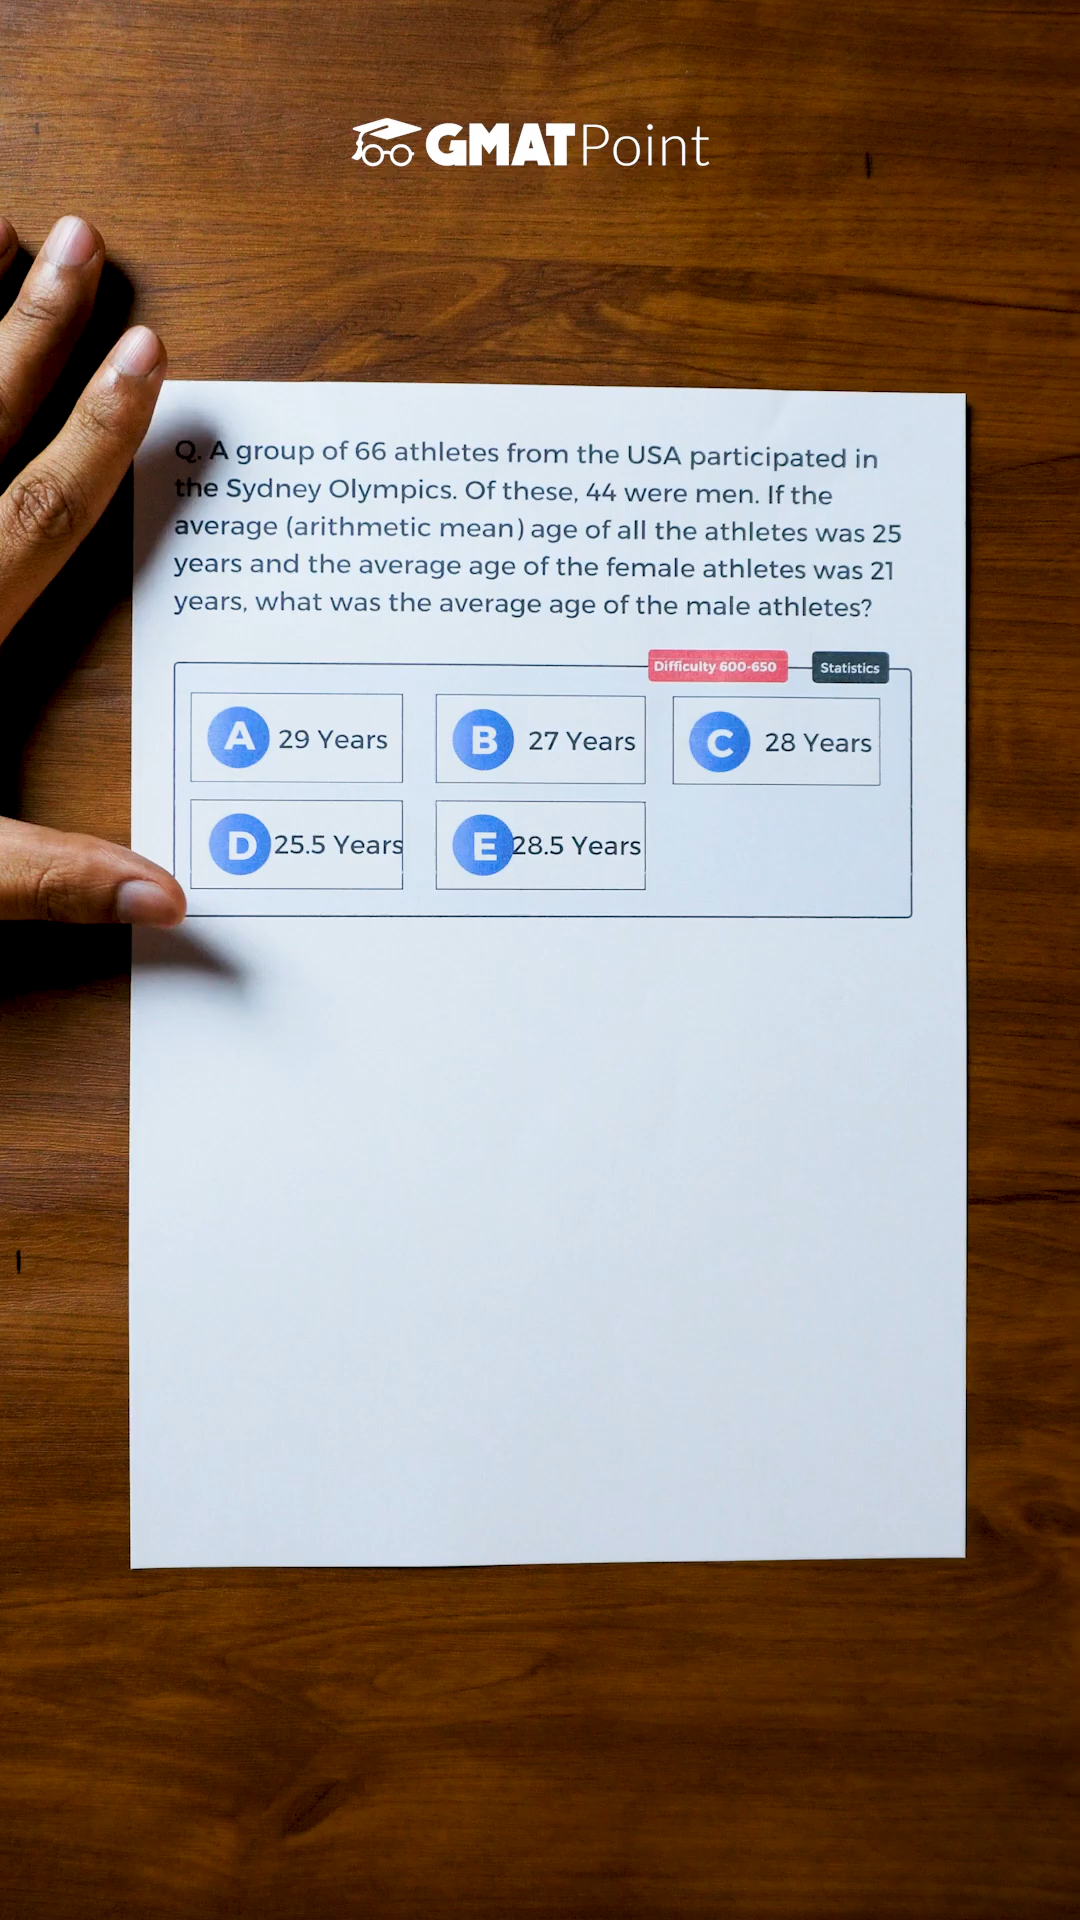 GMATPoint
Q. A group of 66 athletes from the USA participated in
the Sydney Olympics. Of these, 44 were men. If the
average (arithmetic mean) age of all the athletes was 25
years and the average age of the female athletes was 21
years, what was the average age of the male athletes?
Difficulty 600-650 Statistics
A 29 Years B 27 Years C 28 Years
D 25.5 Years E 28.5 Years